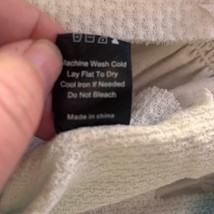 Machine Wash Cold
Lay Flat To Dry
Cool Iron If Needed
Do Not Bleach
Made in china